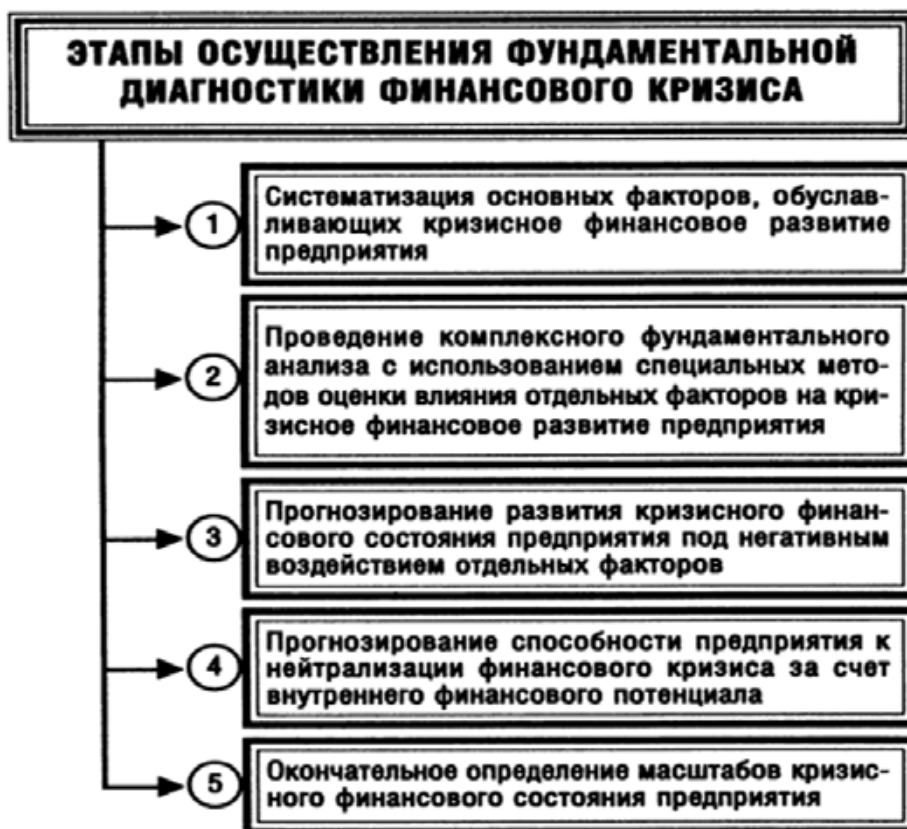 ЭТАПЫ ОСУЩЕСТВЛЕНИЯ ФУНДАМЕНТАЛЬНОЙ
ДИАГНОСТИКИ ФИНАНСОВОГО КРИЗИСА
1
Систематизация основных факторов, обуслав-
ливающих кризисное финансовое развитие
предприятия
2
Проведение комплексного фундаментального
анализа с использованием специальных мето-
дов оценки влияния отдельных факторов на кри-
зисное финансовое развитие предприятия
3
Прогнозирование развития кризисного финан-
сового состояния предприятия под негативным
воздействием отдельных факторов
4
Прогнозирование способности предприятия к
нейтрализации финансового кризиса за счет
внутреннего финансового потенциала
5
Окончательное определение масштабов кризис-
ного финансового состояния предприятия